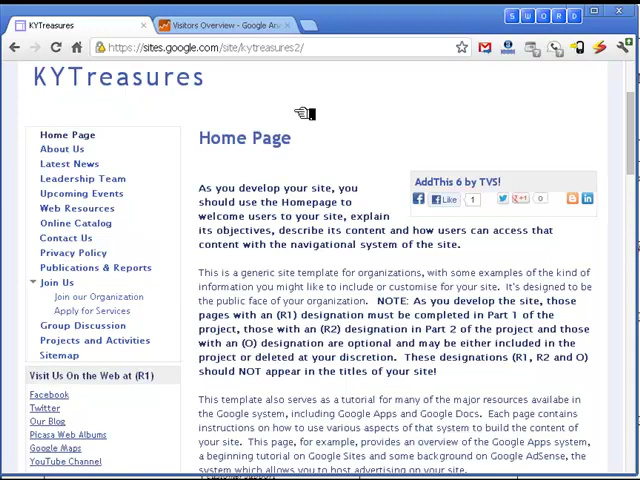 S W O R D
KYTreasures
Visitors Overview - Google An
https://sites.google.com/site/kytreasures2/
KYTreasures
Home Page
About Us
Latest News
Leadership Team
Upcoming Events
Web Resources
Online Catalog
Contact Us
Privacy Policy
Publications & Reports
Join Us
Join our Organization
Apply for Services
Group Discussion
Projects and Activities
Sitemap
Visit Us On the Web at (R1)
Facebook
Twitter
Our Blog
Picasa Web Albums
Google Maps
YouTube Channel
Home Page
AddThis 6 by TVS!
Like 1 +1 0
As you develop your site, you
should use the Homepage to
welcome users to your site, explain
its objectives, describe its content and how users can access that
content with the navigational system of the site.
This is a generic site template for organizations, with some examples of the kind of
information you might like to include or customise for your site. It's designed to
be the public face of your organization. NOTE: As you develop the site, those
pages with an (R1) designation must be completed in Part 1 of the
project, those with an (R2) designation in Part 2 of the project and those
with an (O) designation are optional and may be either included in the
project or deleted at your discretion. These designations (R1, R2 and O)
should NOT appear in the titles of your site!
This template also serves as a tutorial for many of the major resources availabe in
the Google system, including Google Apps and Google Docs. Each page contains
instructions on how to use various aspects of that system to build the content of
your site. This page, for example, provides an overview of the Google Apps system,
a beginning tutorial on Google Sites and some background on Google AdSense, the
system which allows you to host advertising on your site.